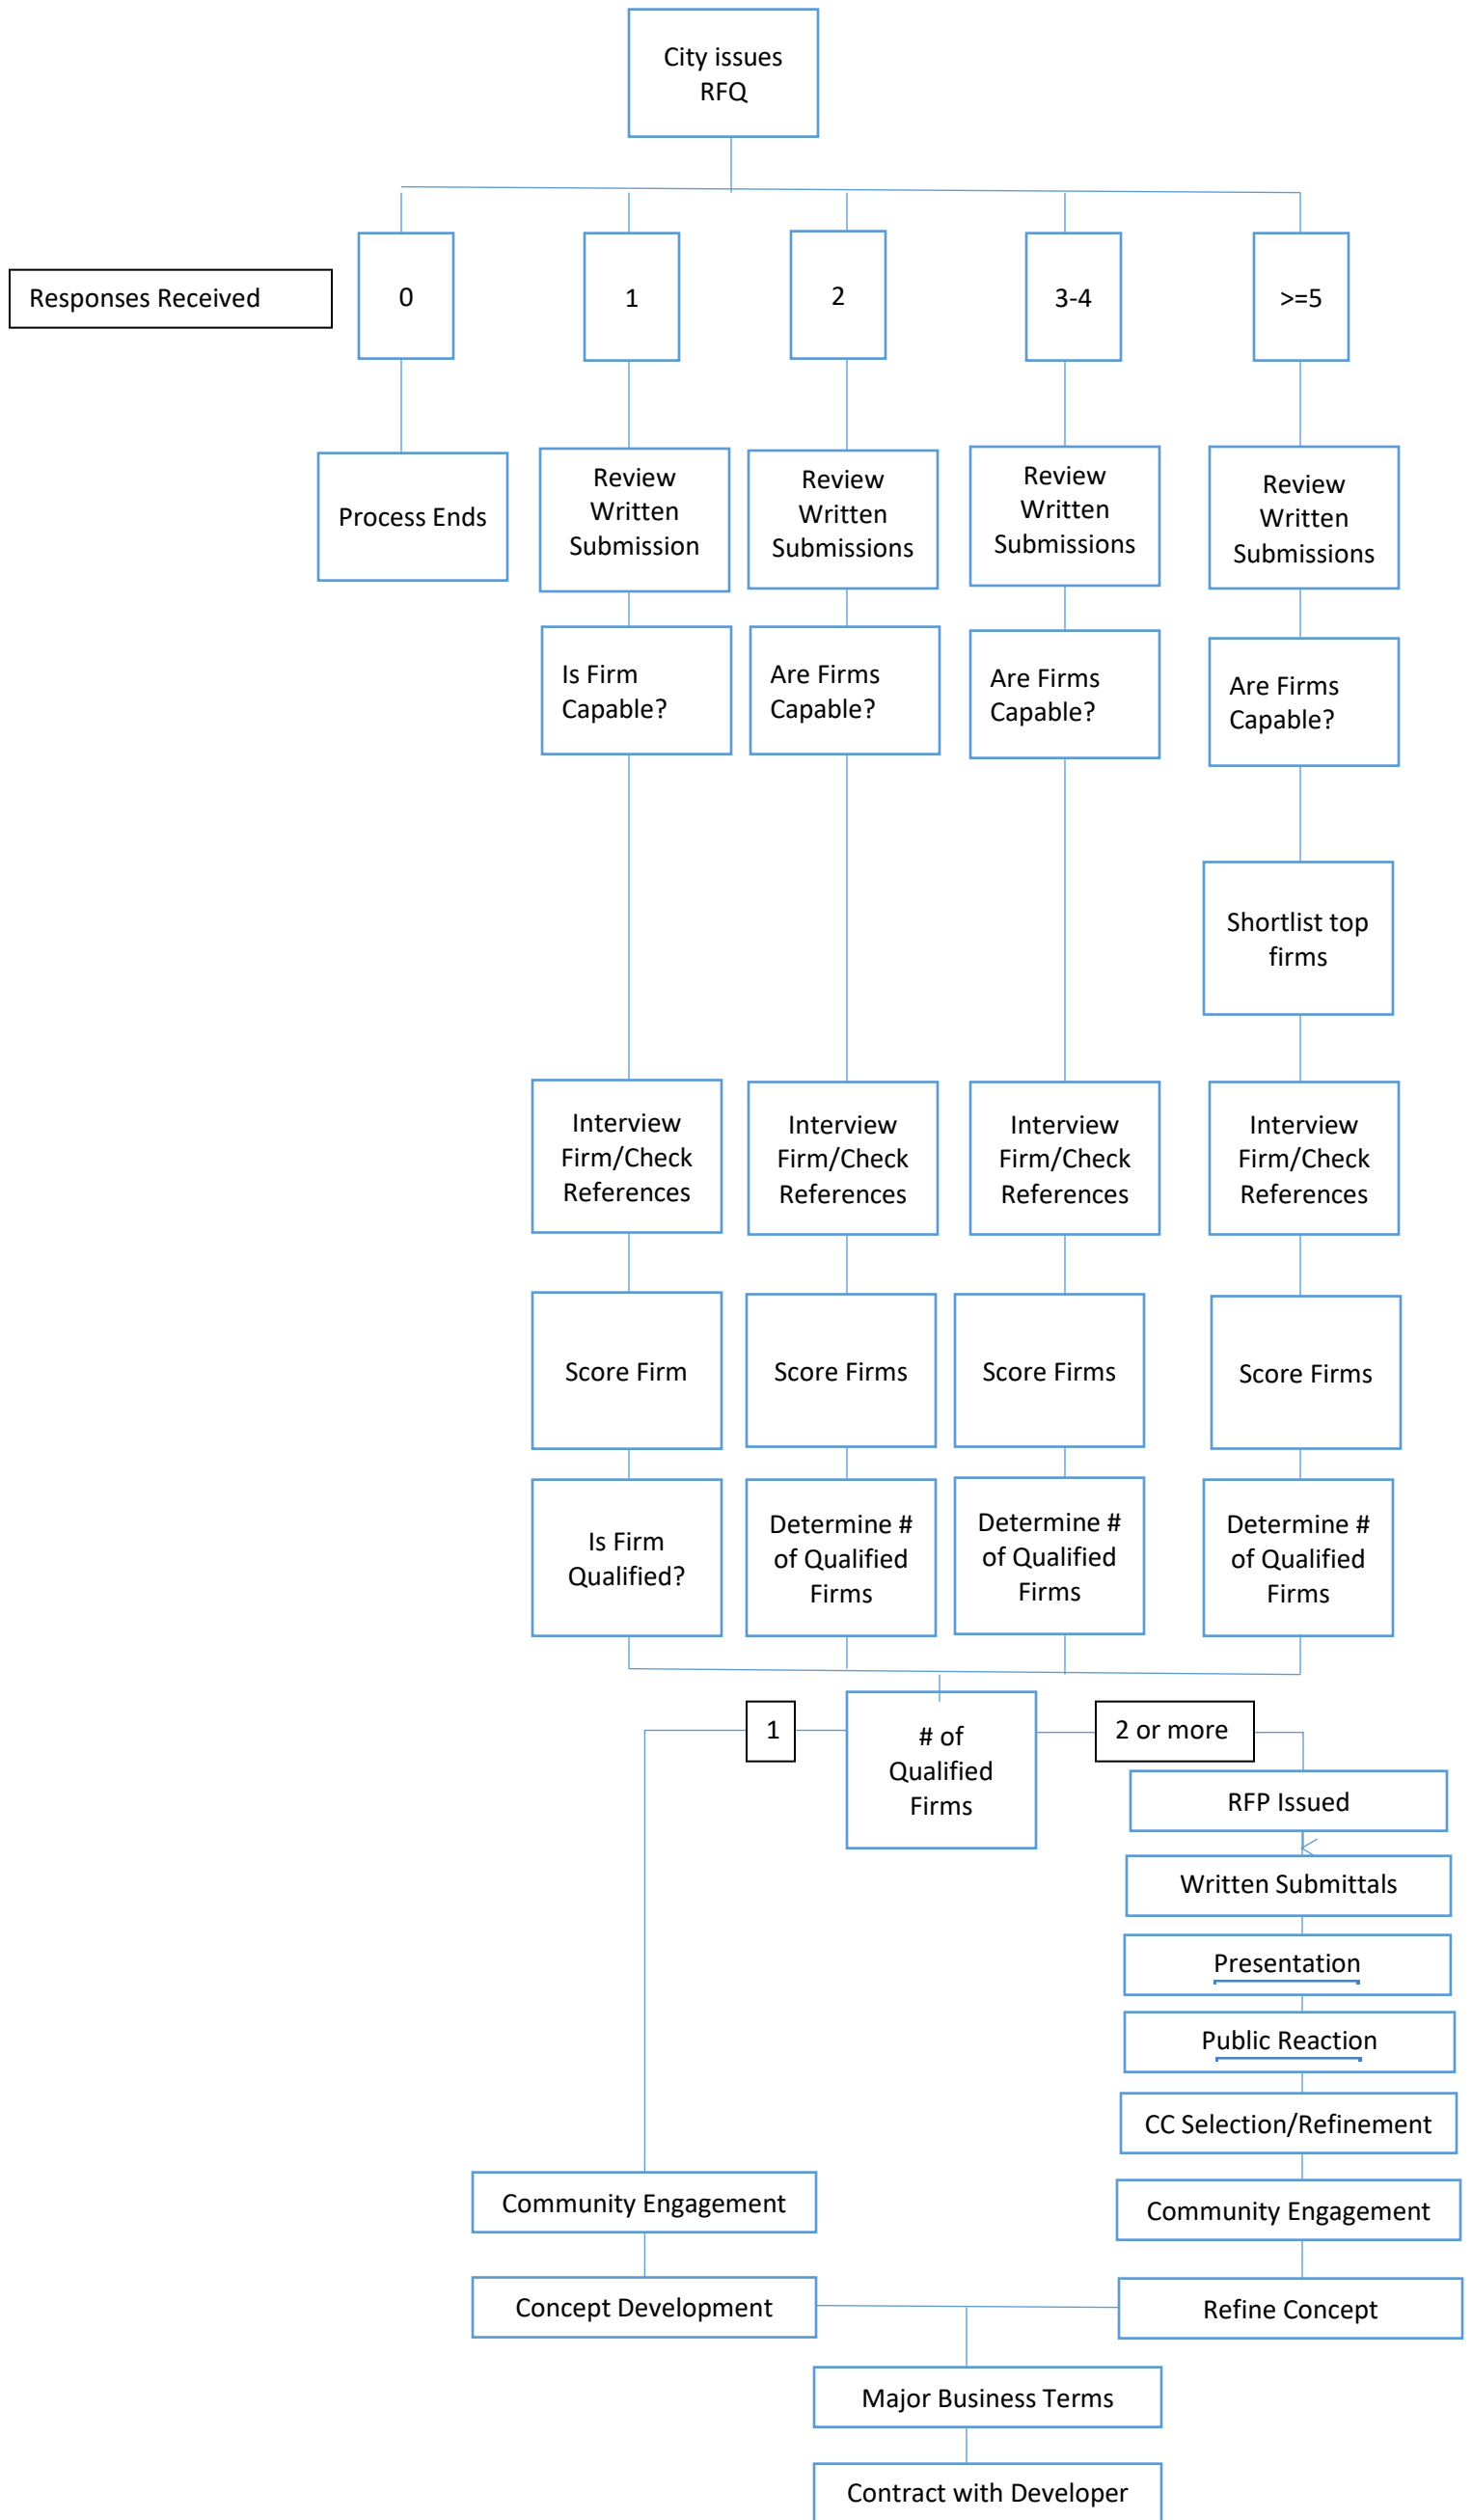 City issues
RFQ
Responses Received
0
1
2
3-4
>=5
Process Ends
Review
Written
Submission
Review
Written
Submissions
Review
Written
Submissions
Review
Written
Submissions
Is Firm
Capable?
Are Firms
Capable?
Are Firms
Capable?
Are Firms
Capable?
Shortlist top
firms
Interview
Firm/Check
References
Interview
Firm/Check
References
Interview
Firm/Check
References
Interview
Firm/Check
References
Score Firm
Score Firms
Score Firms
Score Firms
Is Firm
Qualified?
Determine #
of Qualified
Firms
Determine #
of Qualified
Firms
Determine #
of Qualified
Firms
1
# of
Qualified
Firms
2 or more
RFP Issued
Written Submittals
Presentation
Public Reaction
CC Selection/Refinement
Community Engagement
Community Engagement
Concept Development
Refine Concept
Major Business Terms
Contract with Developer